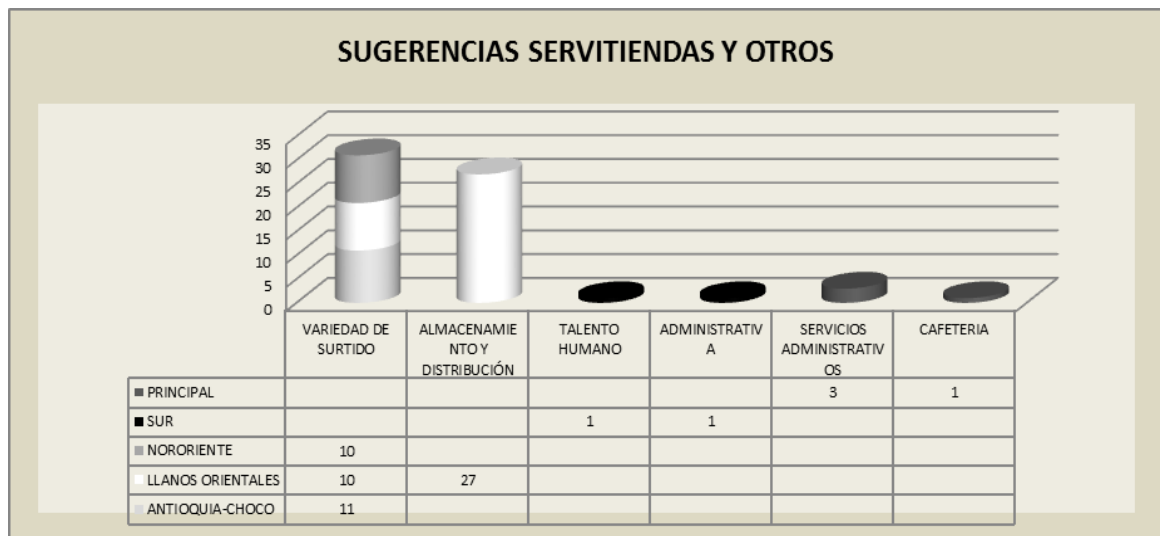 SUGERENCIAS SERVITIENDAS Y OTROS
35
30
25
20
15
10
5
0
VARIEDAD DE SURTIDO
ALMACENAMIE
NTO Y
DISTRIBUCIÓN
TALENTO
HUMANO
ADMINISTRATIV
A
SERVICIOS
ADMINISTRATIV
OS
CAFETERIA
PRINCIPAL 3 1
SUR 1 1
NORORIENTE 10
LLANOS ORIENTALES 10 27
ANTIOQUIA-CHOCO 11